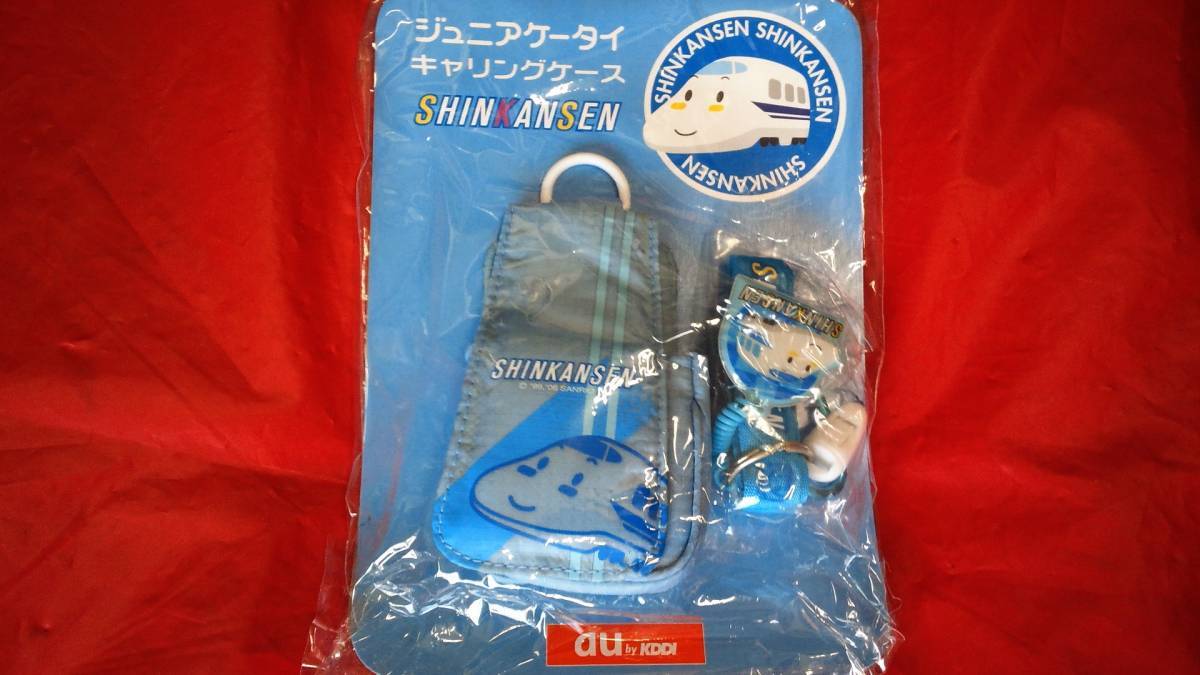 ジュニアケータイ
キャリングケース
SHINKANSEN
SHINKANSEN SHINKANSEN
SHINKANSEN
S
SHINKANSEN
SHINKANSEN
au by KDDI